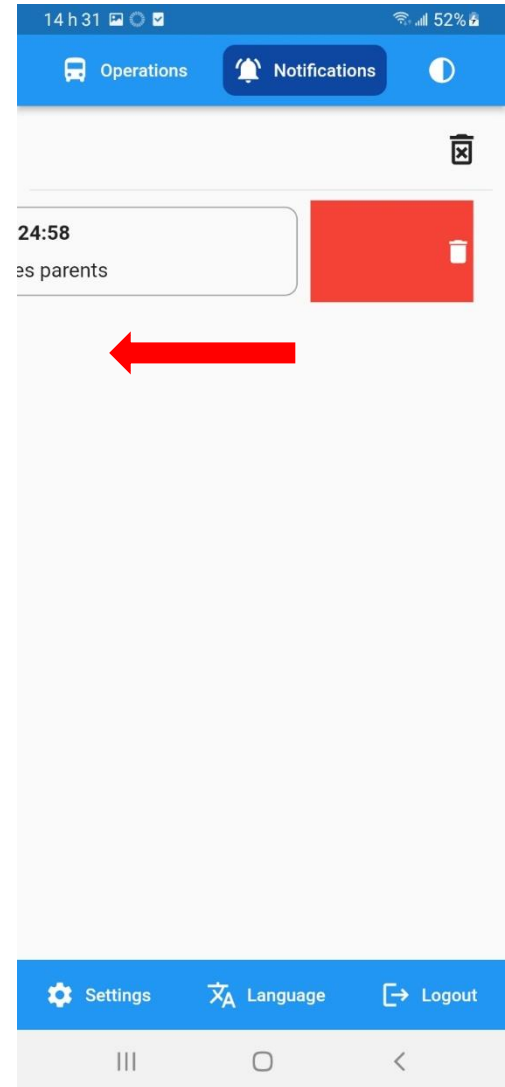 14 h 31 52%
Operations Notifications
24:58
es parents
Settings Language Logout